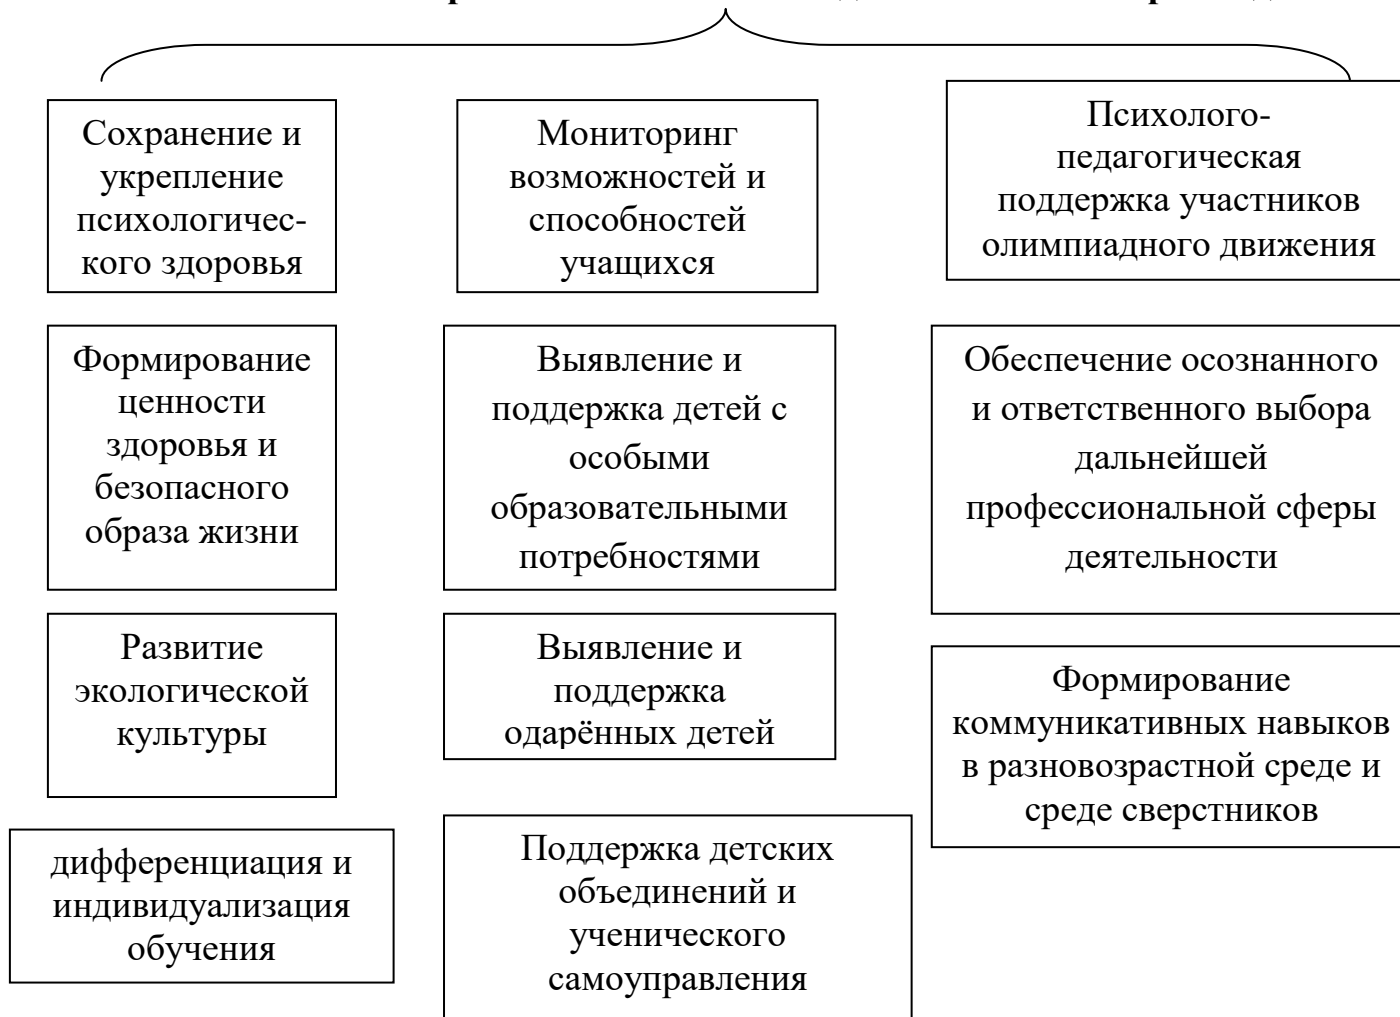 Сохранение и
укрепление
психологичес-
кого здоровья
Мониторинг
возможностей и
способностей
учащихся
Психолого-
педагогическая
поддержка участников
олимпиадного движения
Формирование
ценности
здоровья и
безопасного
образа жизни
Выявление и
поддержка детей с
особыми
образовательными
потребностями
Обеспечение осознанного
и ответственного выбора
дальнейшей
профессиональной сферы
деятельности
Развитие
экологической
культуры
Выявление и
поддержка
одарённых детей
Формирование
коммуникативных навыков
в разновозрастной среде и
среде сверстников
дифференциация и
индивидуализация
обучения
Поддержка детских
объединений и
ученического
самоуправления